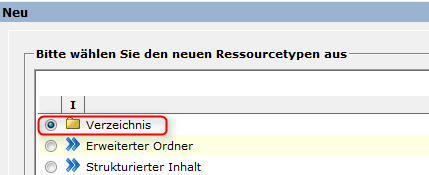 Neu
Bitte wählen Sie den neuen Ressourcetypen aus
I
Verzeichnis
Erweiterter Ordner
Strukturierter Inhalt